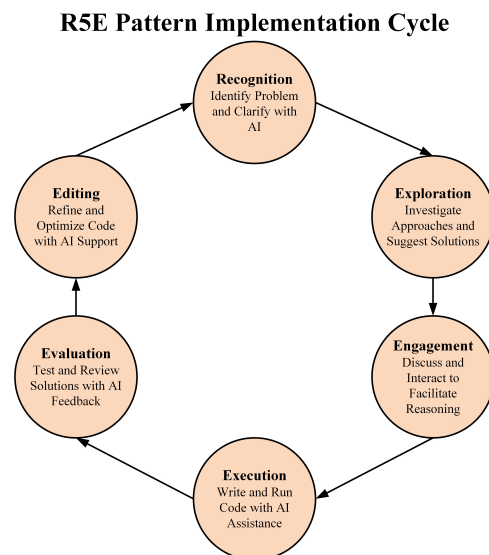 R5E Pattern Implementation Cycle
Recognition
Identify Problem
and Clarify with
AI
Exploration
Investigate
Approaches and
Suggest Solutions
Engagement
Discuss and
Interact to
Facilitate
Reasoning
Execution
Write and Run
Code with AI
Assistance
Evaluation
Test and Review
Solutions with AI
Feedback
Editing
Refine and
Optimize Code
with AI Support